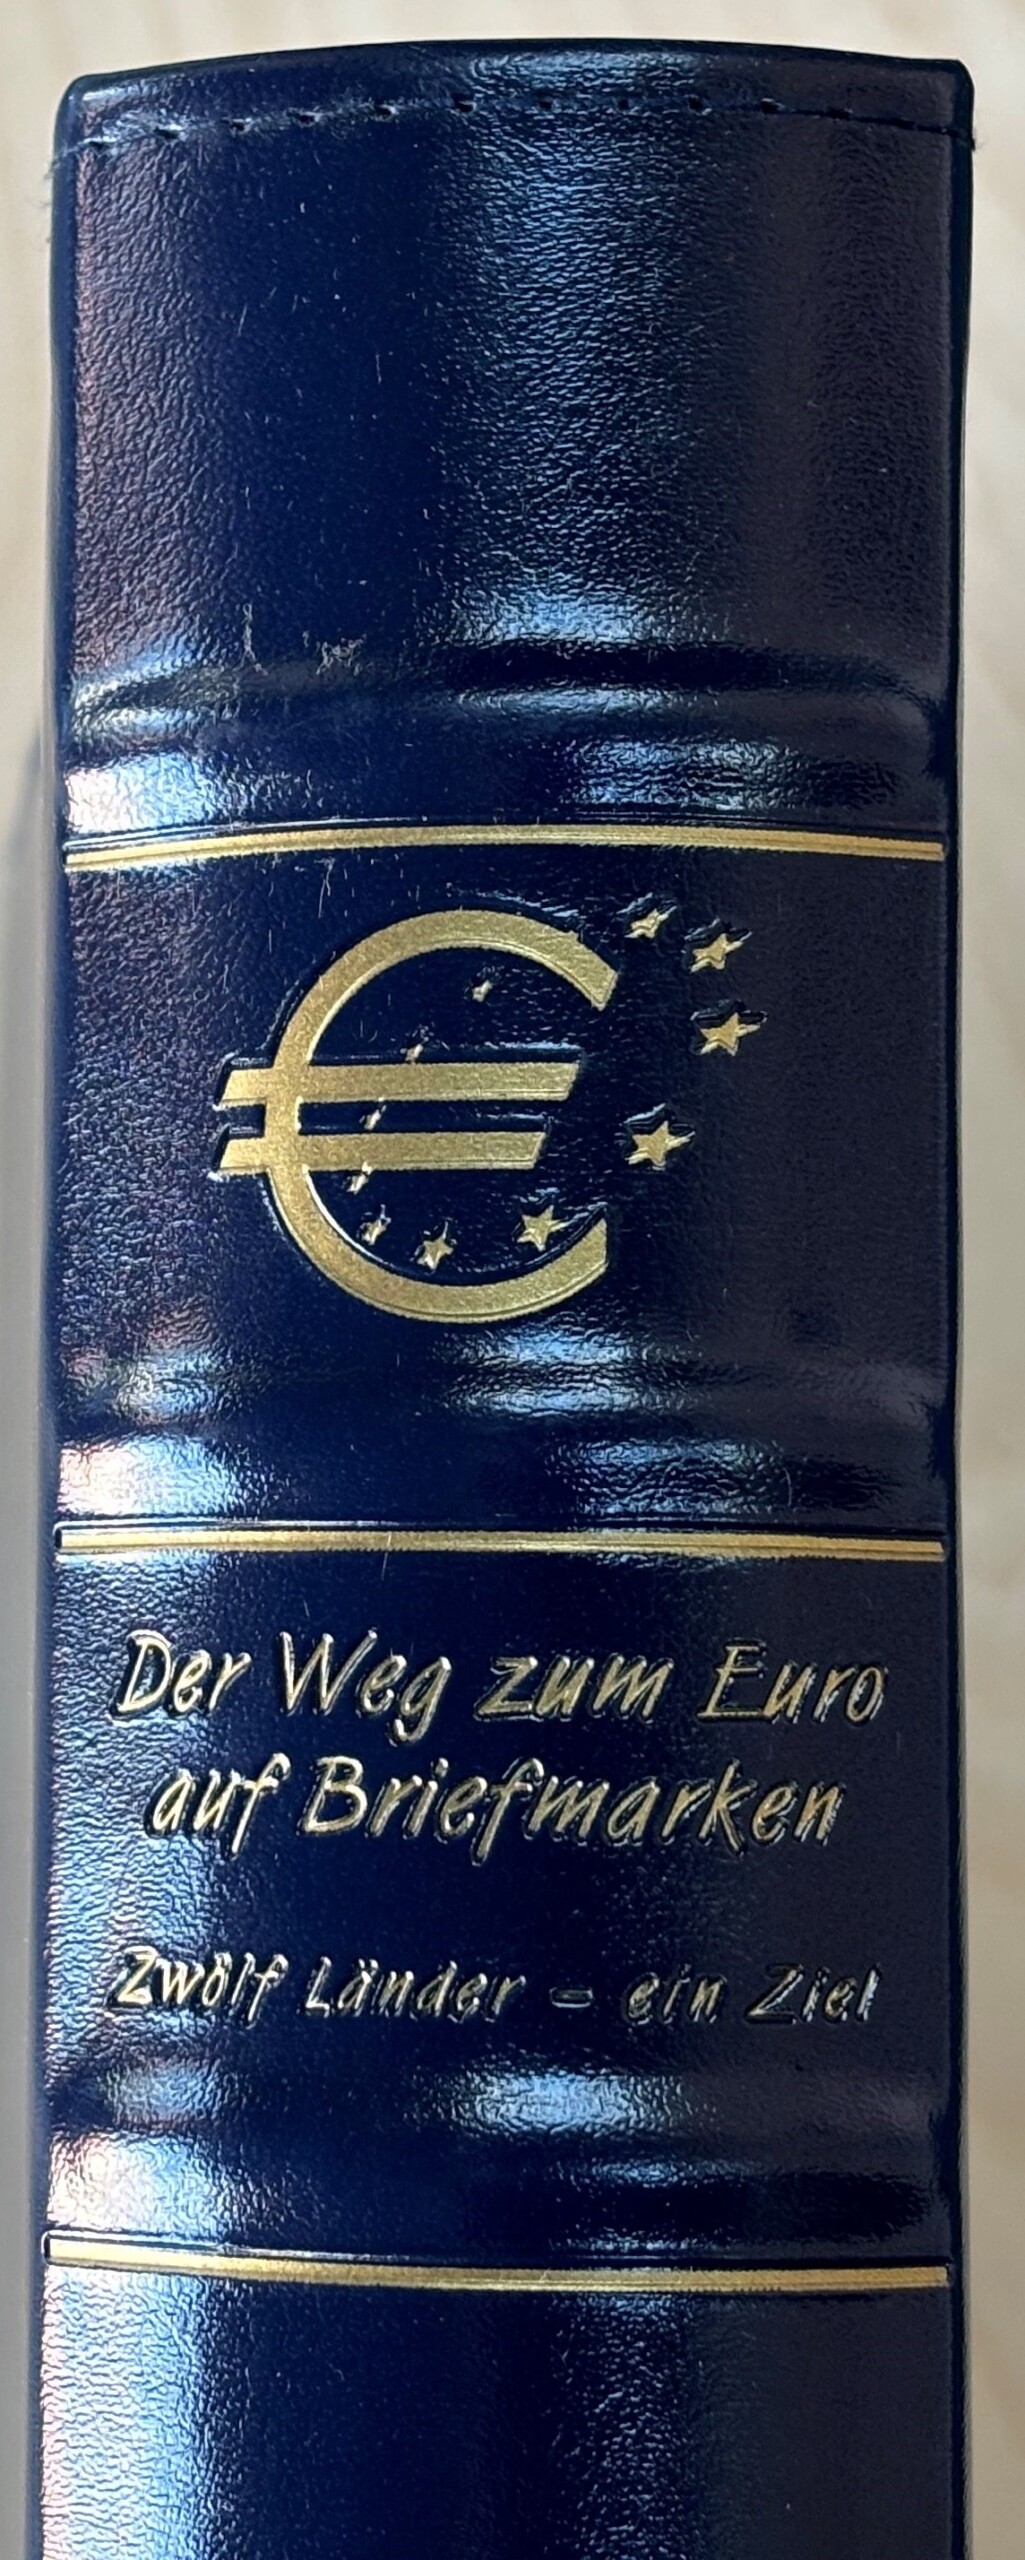 €
Der Weg zum Euro
auf Briefmarken
Zwölf Länder – ein Ziel